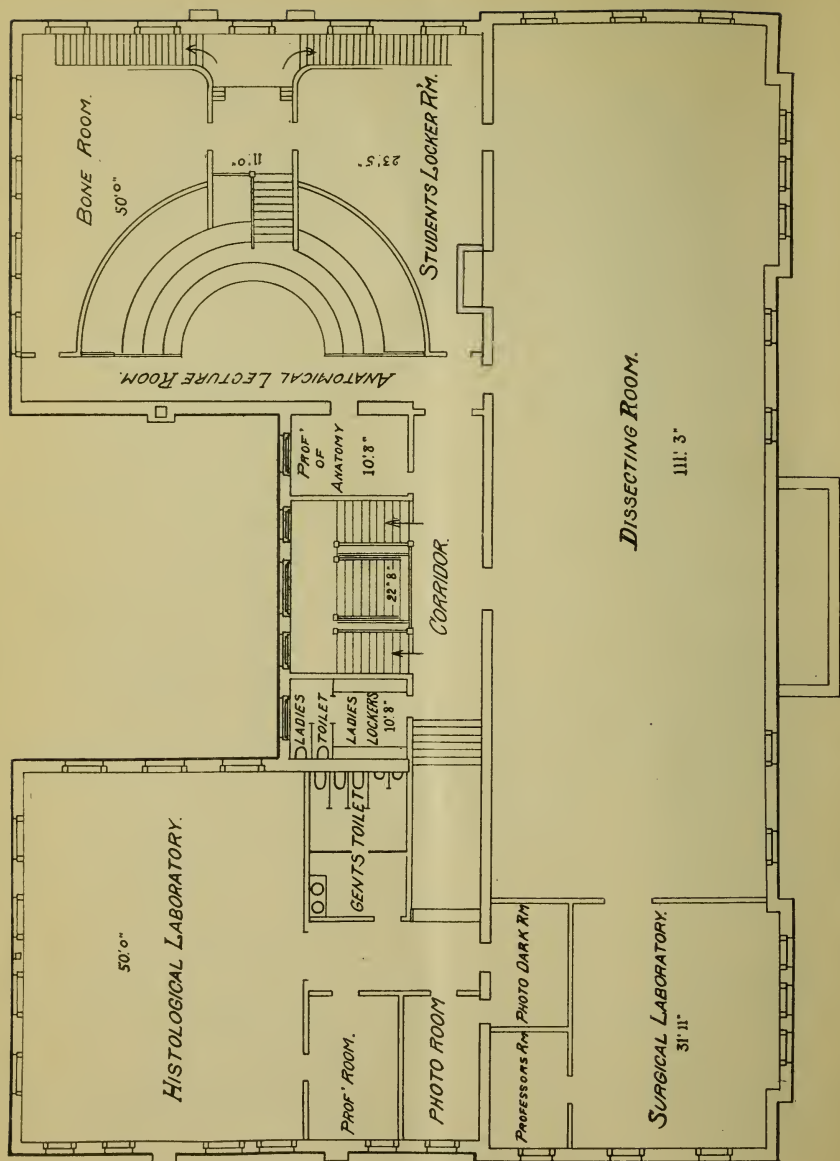 BONE ROOM.
50'0"
11'0"
23'5"
STUDENTS LOCKER R'M.
ANATOMICAL LECTURE ROOM.
PROF'
OF
ANATOMY
10'8"
22'8"
CORRIDOR.
LADIES
TOILET
LADIES
LOCKERS
10'8"
GENTS TOILET
HISTOLOGICAL LABORATORY.
50'0"
PROF' ROOM.
PHOTO ROOM
PHOTO DARK RM
PROFESSORS RM
SURGICAL LABORATORY.
31'11"
DISSECTING ROOM.
111'3"